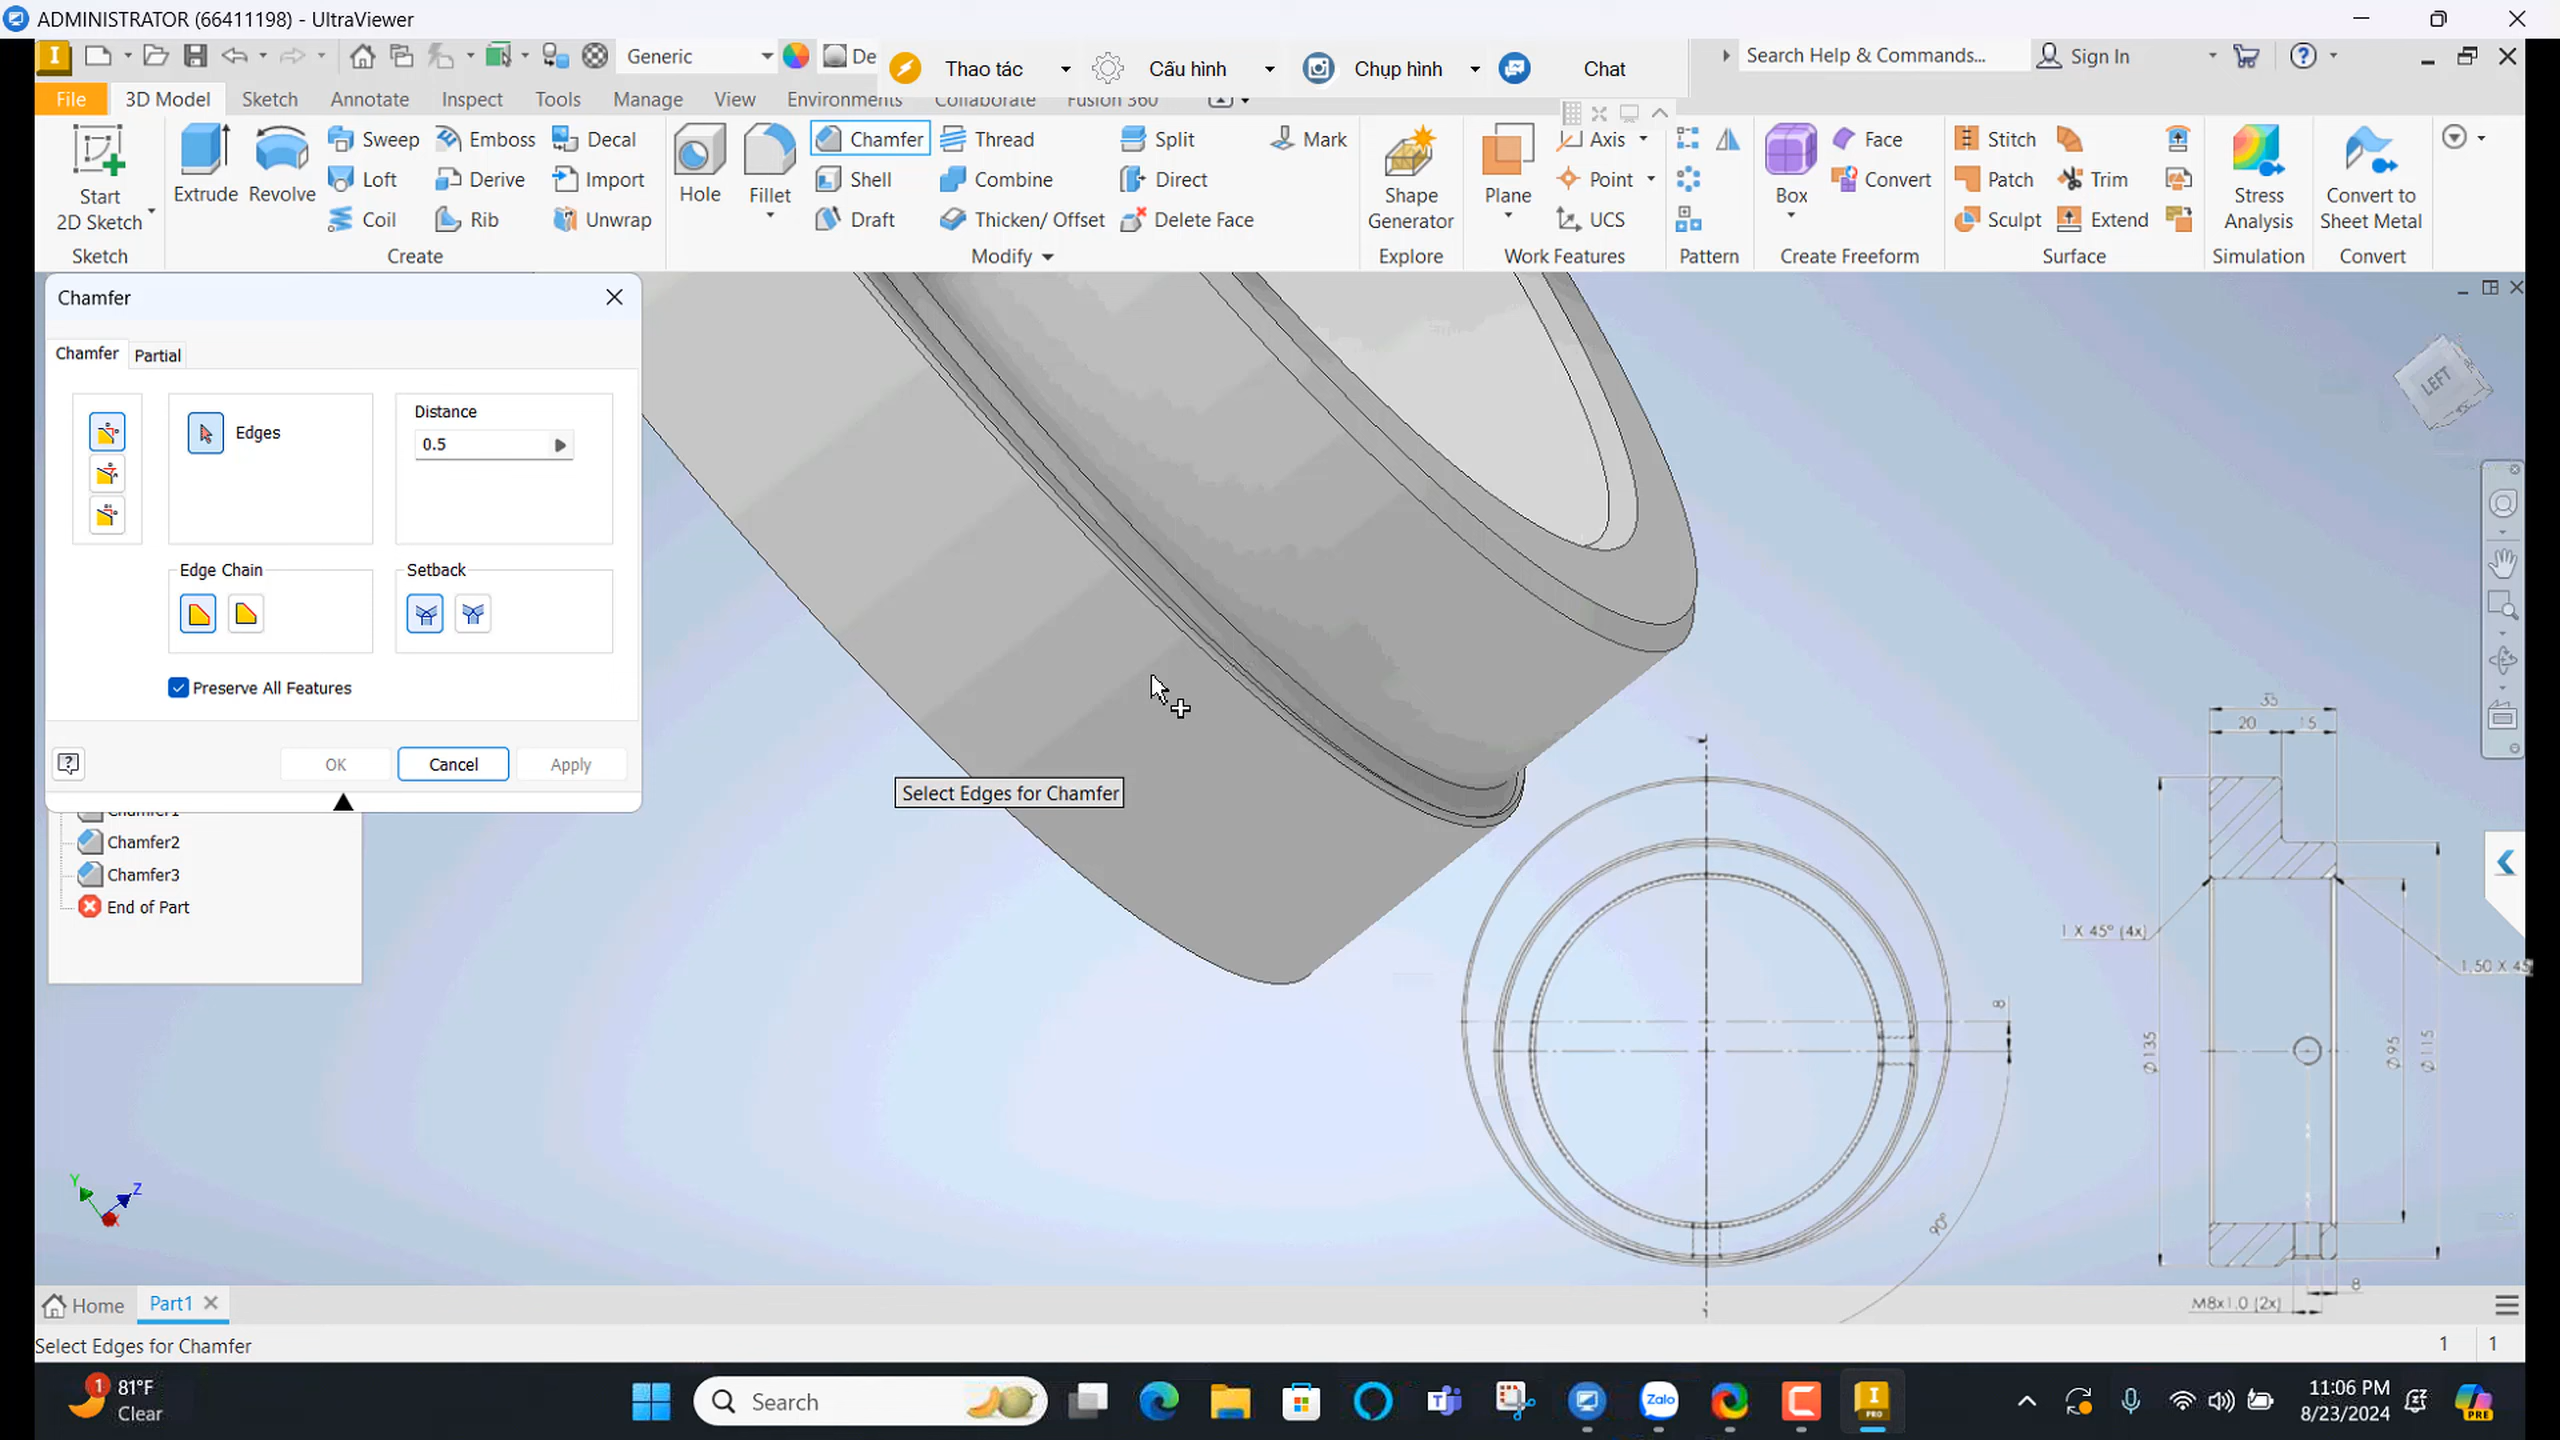 ADMINISTRATOR (66411198) - UltraViewer
Generic
De
Thao tác
Cấu hình
Chụp hình
Chat
Search Help & Commands...
Sign In
File
3D Model
Sketch
Annotate
Inspect
Tools
Manage
View
Environments
Collaborate
Fusion 360
Start
2D Sketch
Extrude
Revolve
Sweep
Loft
Coil
Emboss
Derive
Rib
Decal
Import
Unwrap
Hole
Fillet
Chamfer
Shell
Draft
Thread
Combine
Thicken/ Offset
Split
Direct
Delete Face
Mark
Shape
Generator
Plane
Axis
Point
UCS
Box
Face
Convert
Stitch
Patch
Sculpt
Trim
Extend
Stress
Analysis
Convert to
Sheet Metal
Sketch
Create
Modify
Explore
Work Features
Pattern
Create Freeform
Surface
Simulation
Convert
Chamfer
Chamfer
Partial
Edges
Distance
0.5
Edge Chain
Setback
Preserve All Features
OK
Cancel
Apply
Chamfer1
Chamfer2
Chamfer3
End of Part
Select Edges for Chamfer
LEFT
35
20
15
1 X 45° (4x)
1.50 X 45
Ø135
Ø95
Ø115
8
90°
8
M8x1.0 (2x)
Y
Z
X
Home
Part1
Select Edges for Chamfer
1
1
1
81°F
Clear
Search
Zalo
I
PRO
11:06 PM
8/23/2024
PRE